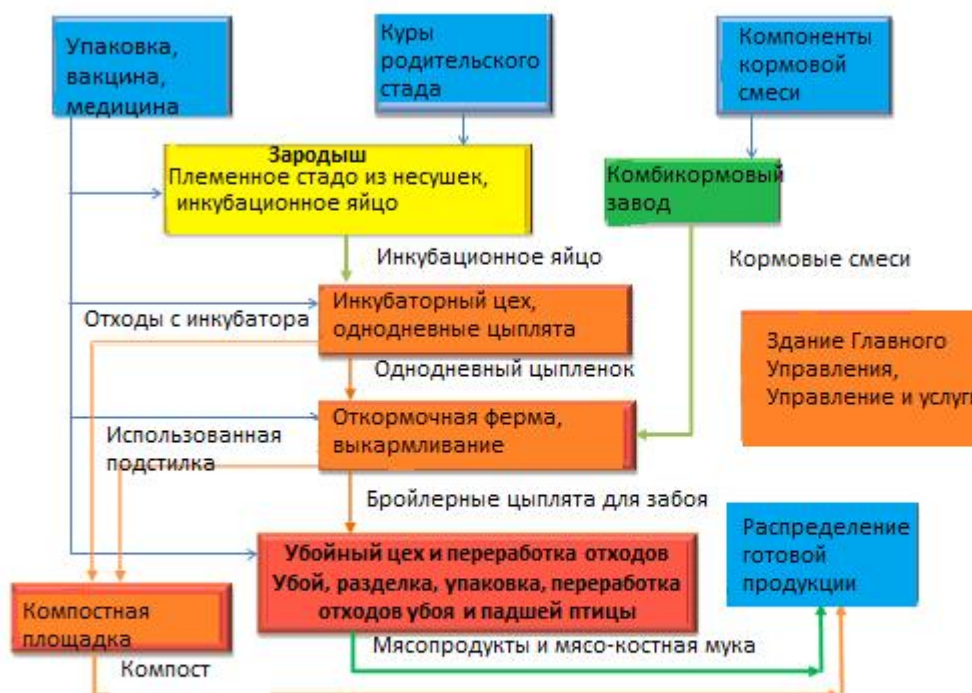 Упаковка,
вакцина,
медицина
Куры
родительского
стада
Компоненты
кормовой
смеси
Зародыш
Племенное стадо из несушек,
инкубационное яйцо
Комбикормовый
завод
Инкубационное яйцо
Кормовые смеси
Инкубаторный цех,
однодневные цыплята
Отходы с инкубатора
Здание Главного
Управления,
Управление и услуги
Однодневный цыпленок
Откормочная ферма,
выкармливание
Использованная
подстилка
Бройлерные цыплята для забоя
Распределение
готовой
продукции
Убойный цех и переработка отходов
Убой, разделка, упаковка, переработка
отходов убоя и падшей птицы
Компостная
площадка
Мясопродукты и мясо-костная мука
Компост